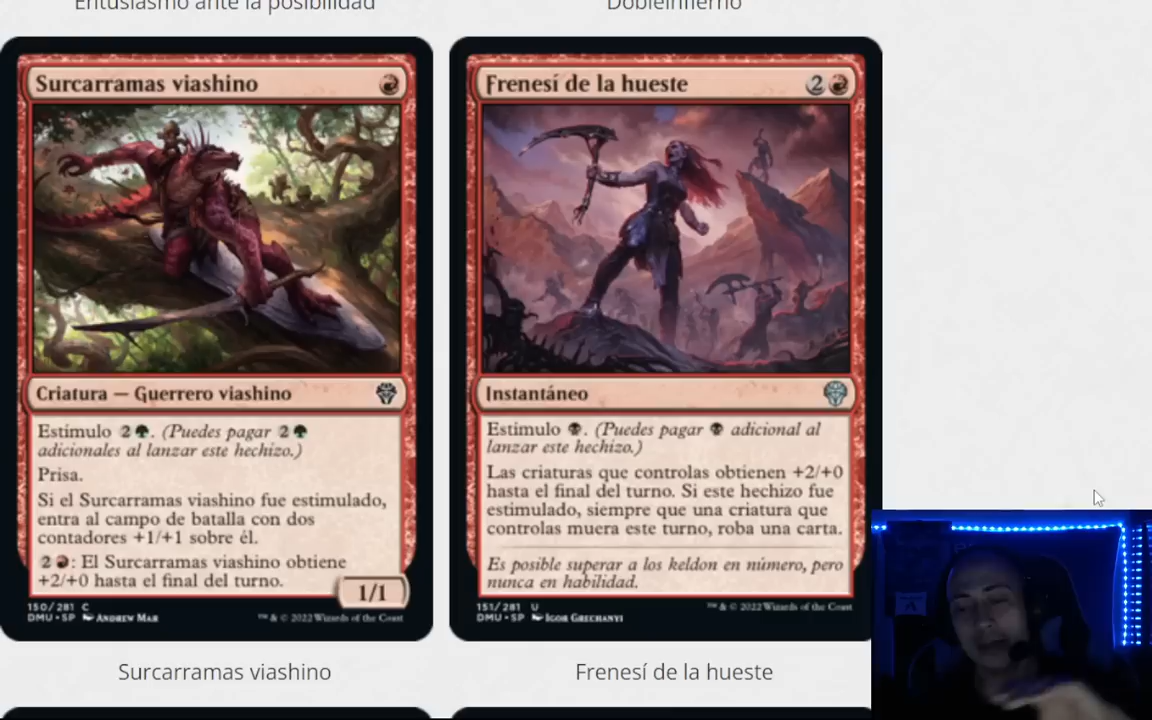 Entusiasmo ante la posibilidad
Dobleinfierno
Surcarramas viashino
Criatura — Guerrero viashino
Estímulo 2. (Puedes pagar 2
adicionales al lanzar este hechizo.)
Prisa.
Si el Surcarramas viashino fue estimulado,
entra al campo de batalla con dos
contadores +1/+1 sobre él.
2: El Surcarramas viashino obtiene
+2/+0 hasta el final del turno.
1/1
150/281 C
DMU • SP ANDREW MAR
™ & © 2022 Wizards of the Coast
Surcarramas viashino
Frenesí de la hueste 2
Instantáneo
Estímulo. (Puedes pagar adicional al
lanzar este hechizo.)
Las criaturas que controlas obtienen +2/+0
hasta el final del turno. Si este hechizo fue
estimulado, siempre que una criatura que
controlas muera este turno, roba una carta.
Es posible superar a los keldon en número, pero
nunca en habilidad.
151/281 U
DMU • SP IGOR GRECHANYI
™ & © 2022 Wizards of the Coast
Frenesí de la hueste